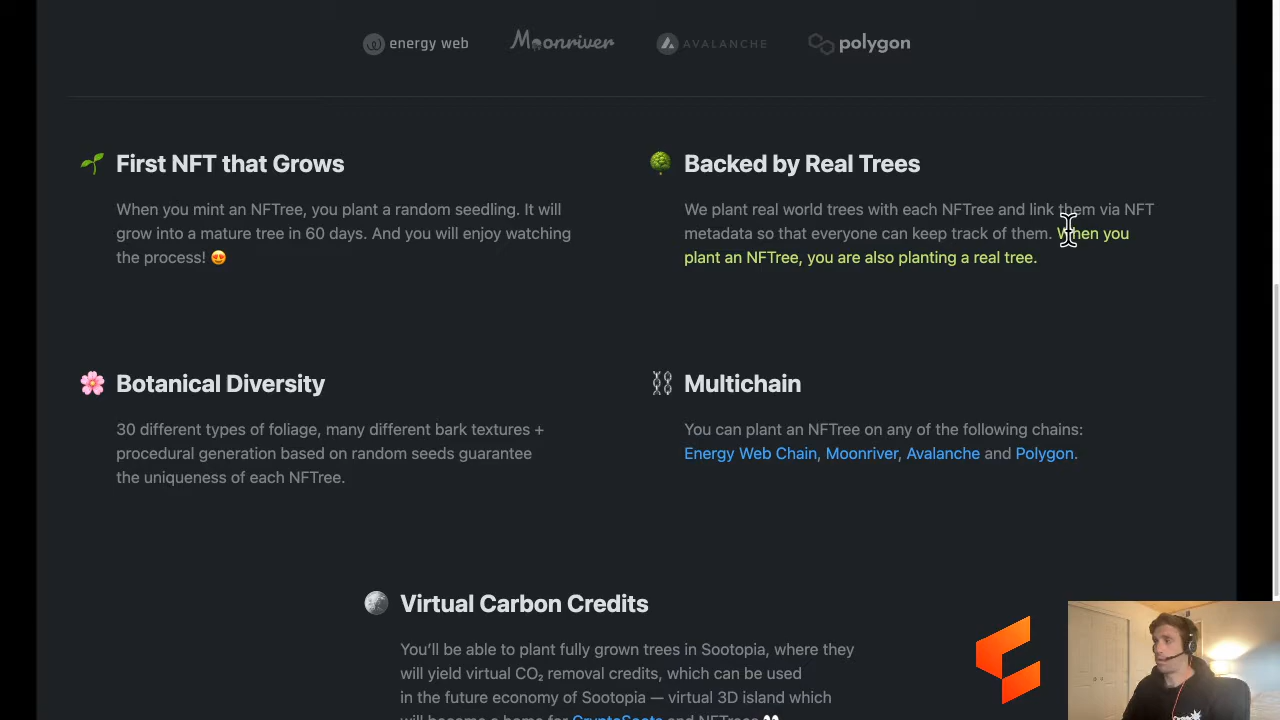 energy web
Moonriver
AVALANCHE
polygon
First NFT that Grows
When you mint an NFTree, you plant a random seedling. It will
grow into a mature tree in 60 days. And you will enjoy watching
the process! 😍
Backed by Real Trees
We plant real world trees with each NFTree and link them via NFT
metadata so that everyone can keep track of them. When you
plant an NFTree, you are also planting a real tree.
Botanical Diversity
30 different types of foliage, many different bark textures +
procedural generation based on random seeds guarantee
the uniqueness of each NFTree.
Multichain
You can plant an NFTree on any of the following chains:
Energy Web Chain, Moonriver, Avalanche and Polygon.
Virtual Carbon Credits
You’ll be able to plant fully grown trees in Sootopia, where they
will yield virtual CO₂ removal credits, which can be used
in the future economy of Sootopia — virtual 3D island which
will become a home for CryptoSoots and NFTrees 👀